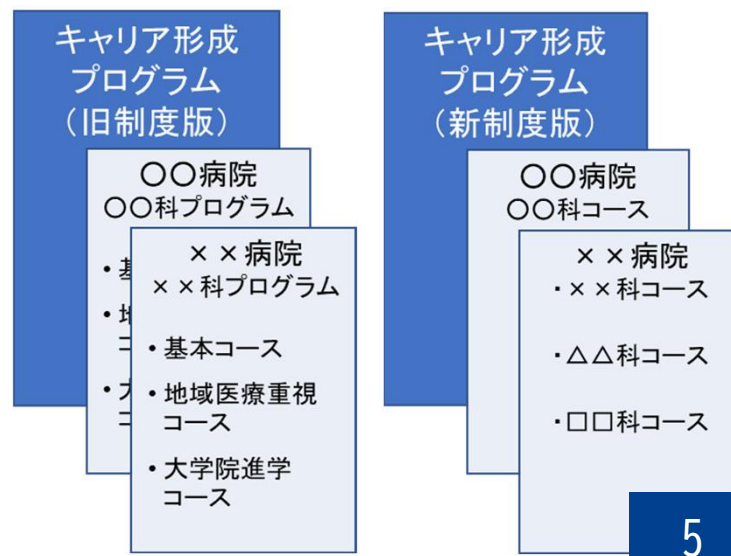 キャリア形成
プログラム
（旧制度版）
〇〇病院
〇〇科プログラム
・基
・地
コ
・大
コ
××病院
××科プログラム
・基本コース
・地域医療重視
コース
・大学院進学
コース
キャリア形成
プログラム
（新制度版）
〇〇病院
〇〇科コース
××病院
・××科コース
・△△科コース
・□□科コース
5